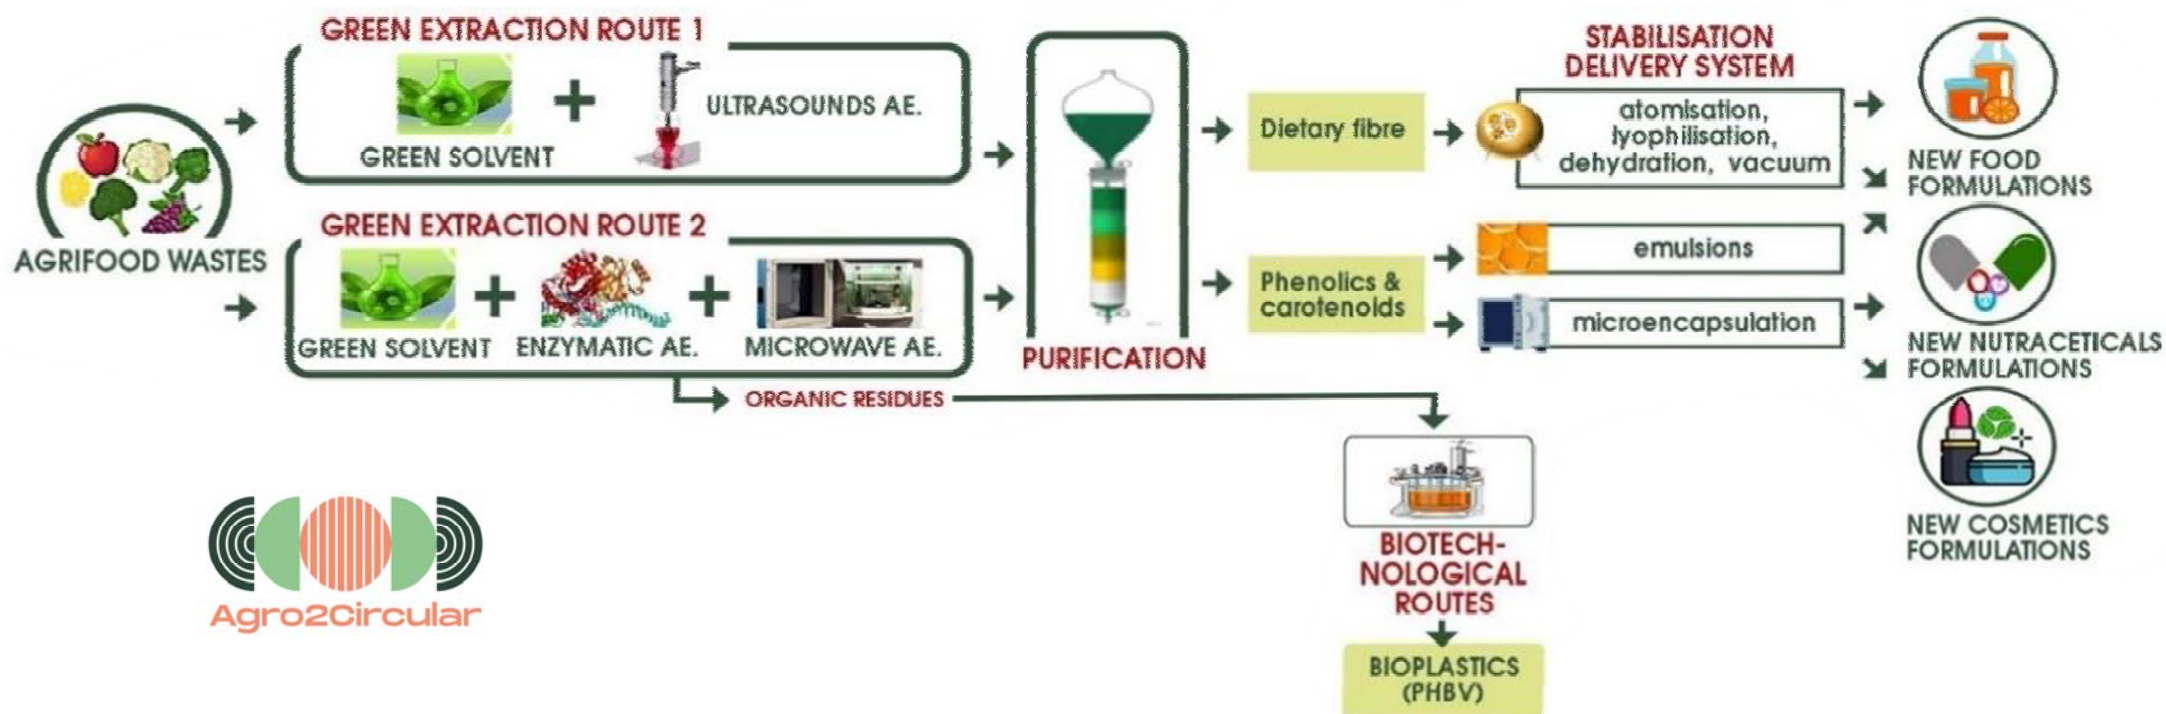 GREEN EXTRACTION ROUTE 1
GREEN SOLVENT
ULTRASOUNDS AE.
AGRIFOOD WASTES
GREEN EXTRACTION ROUTE 2
GREEN SOLVENT
ENZYMATIC AE.
MICROWAVE AE.
PURIFICATION
ORGANIC RESIDUES
Dietary fibre
Phenolics &
carotenoids
STABILISATION
DELIVERY SYSTEM
atomisation,
lyophilisation,
dehydration, vacuum
emulsions
microencapsulation
NEW FOOD
FORMULATIONS
NEW NUTRACETICALS
FORMULATIONS
NEW COSMETICS
FORMULATIONS
BIOTECH-
NOLOGICAL
ROUTES
BIOPLASTICS
(PHBV)
Agro2Circular